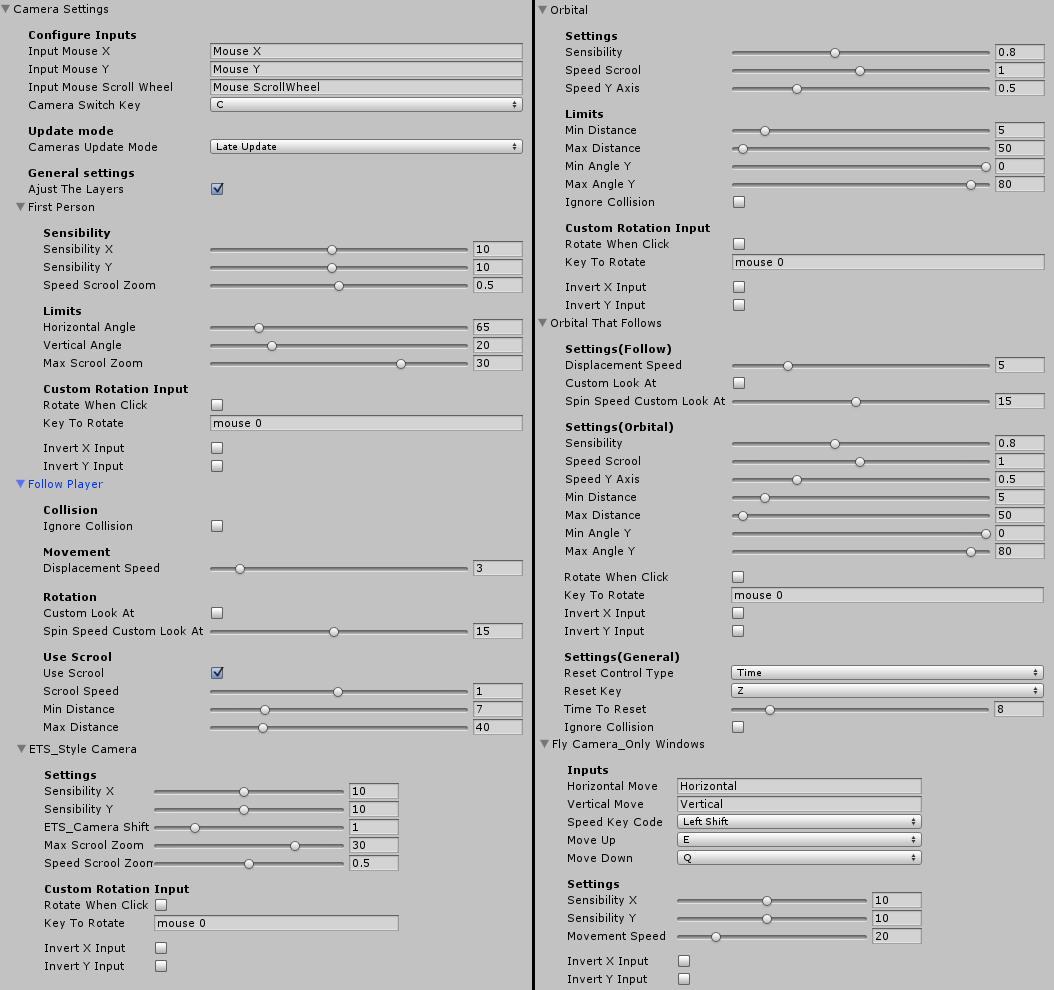 Camera Settings
Configure Inputs
Input Mouse X Mouse X
Input Mouse Y Mouse Y
Input Mouse Scroll Wheel Mouse ScrollWheel
Camera Switch Key C
Update mode
Cameras Update Mode Late Update
General settings
Ajust The Layers
First Person
Sensibility
Sensibility X 10
Sensibility Y 10
Speed Scrool Zoom 0.5
Limits
Horizontal Angle 65
Vertical Angle 20
Max Scrool Zoom 30
Custom Rotation Input
Rotate When Click
Key To Rotate mouse 0
Invert X Input
Invert Y Input
Follow Player
Collision
Ignore Collision
Movement
Displacement Speed 3
Rotation
Custom Look At
Spin Speed Custom Look At 15
Use Scrool
Use Scrool
Scrool Speed 1
Min Distance 7
Max Distance 40
ETS_Style Camera
Settings
Sensibility X 10
Sensibility Y 10
ETS_Camera Shift 1
Max Scrool Zoom 30
Speed Scrool Zoom 0.5
Custom Rotation Input
Rotate When Click
Key To Rotate mouse 0
Invert X Input
Invert Y Input
Orbital
Settings
Sensibility 0.8
Speed Scrool 1
Speed Y Axis 0.5
Limits
Min Distance 5
Max Distance 50
Min Angle Y 0
Max Angle Y 80
Ignore Collision
Custom Rotation Input
Rotate When Click
Key To Rotate mouse 0
Invert X Input
Invert Y Input
Orbital That Follows
Settings(Follow)
Displacement Speed 5
Custom Look At
Spin Speed Custom Look At 15
Settings(Orbital)
Sensibility 0.8
Speed Scrool 1
Speed Y Axis 0.5
Min Distance 5
Max Distance 50
Min Angle Y 0
Max Angle Y 80
Rotate When Click
Key To Rotate mouse 0
Invert X Input
Invert Y Input
Settings(General)
Reset Control Type Time
Reset Key Z
Time To Reset 8
Ignore Collision
Fly Camera_Only Windows
Inputs
Horizontal Move Horizontal
Vertical Move Vertical
Speed Key Code Left Shift
Move Up E
Move Down Q
Settings
Sensibility X 10
Sensibility Y 10
Movement Speed 20
Invert X Input
Invert Y Input